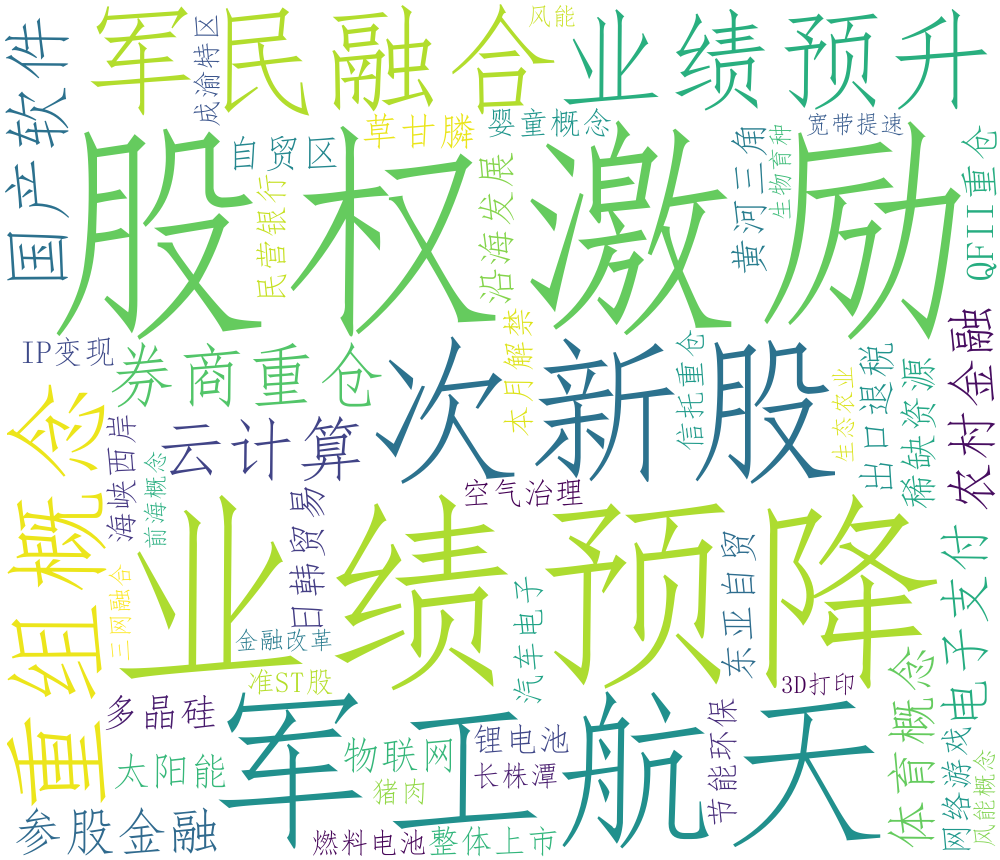 国产软件
军民融合
成渝特区
风能
业绩预升
股权激励
自贸区
草甘膦
婴童概念
宽带提速
民营银行
沿海发展
黄河三角
生物育种
QFII重仓
IP变现
券商重仓
本月解禁
次新股
信托重仓
生态农业
出口退税
稀缺资源
农村金融
重组概念
海峡西岸
前海概念
云计算
空气治理
业绩预降
日韩贸易
三网融合
金融改革
准ST股
汽车电子
东亚自贸
3D打印
电子支付
多晶硅
太阳能
参股金融
军工航天
物联网
猪肉
锂电池
长株潭
燃料电池
整体上市
节能环保
体育概念
网络游戏
风能概念